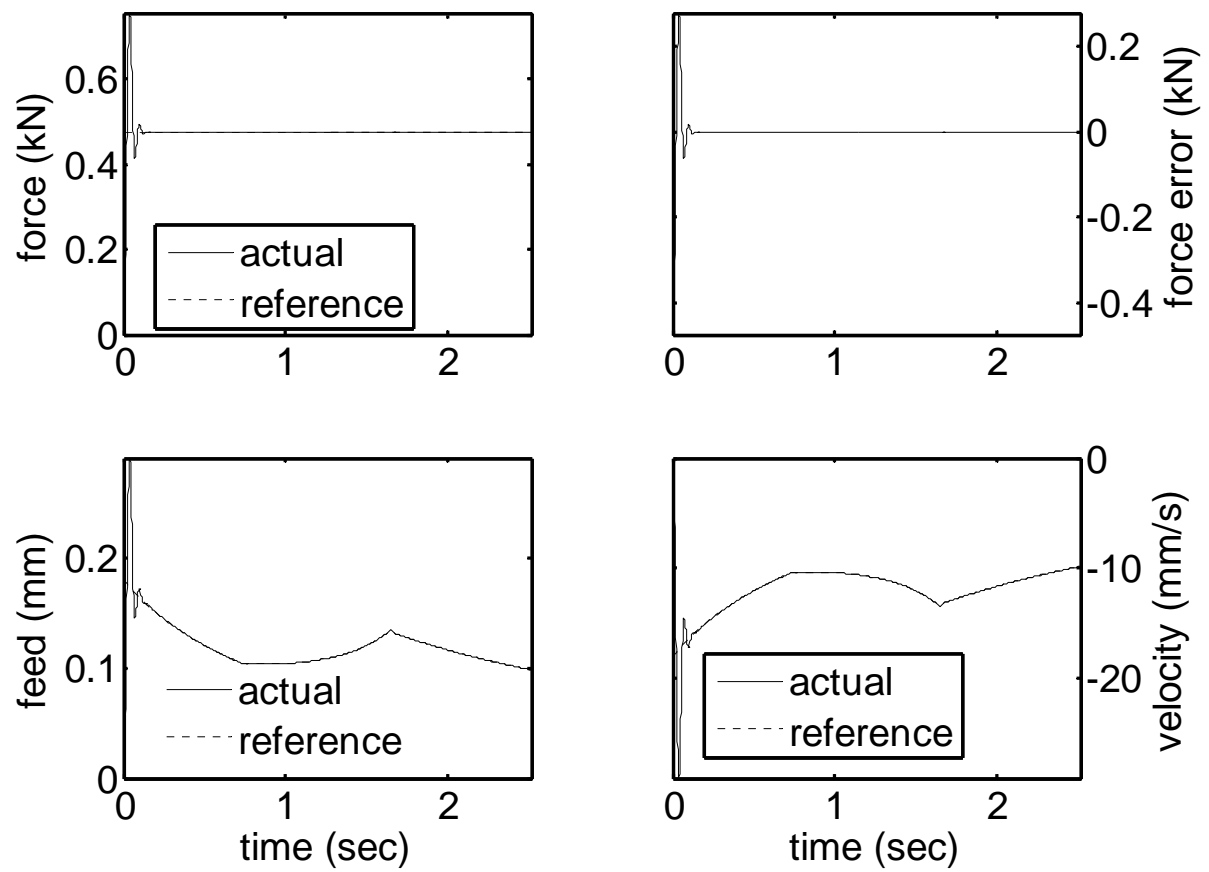 force (kN)
0.6
0.4
0.2
0
actual
reference
0
1
2
force error (kN)
0.2
0
-0.2
-0.4
0
1
2
feed (mm)
0.2
0.1
0
actual
reference
0
1
2
time (sec)
velocity (mm/s)
0
-10
-20
actual
reference
0
1
2
time (sec)